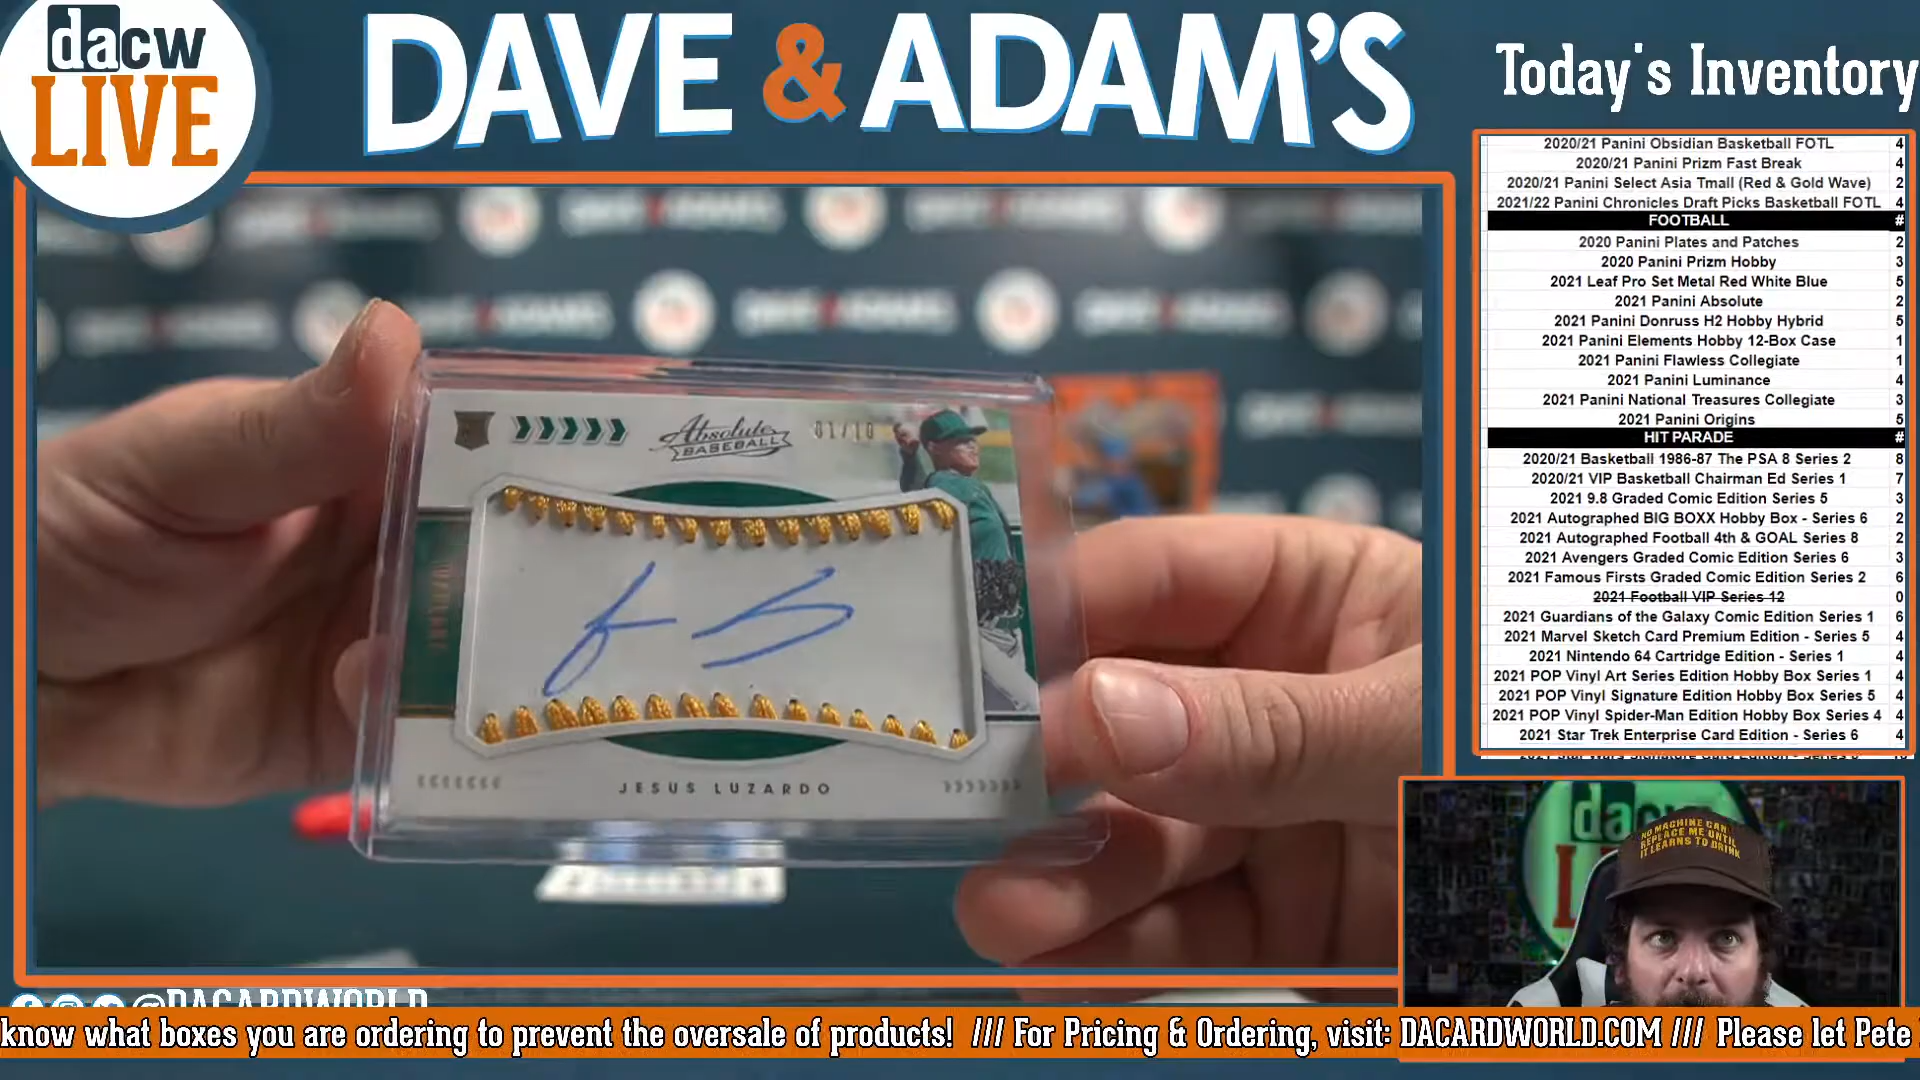 dacw
LIVE
DAVE & ADAM'S
Today's Inventory
2020/21 Panini Obsidian Basketball FOTL 4
2020/21 Panini Prizm Fast Break 4
2020/21 Panini Select Asia Tmall (Red & Gold Wave) 2
2021/22 Panini Chronicles Draft Picks Basketball FOTL 4
FOOTBALL #
2020 Panini Plates and Patches 2
2020 Panini Prizm Hobby 3
2021 Leaf Pro Set Metal Red White Blue 5
2021 Panini Absolute 2
2021 Panini Donruss H2 Hobby Hybrid 5
2021 Panini Elements Hobby 12-Box Case 1
2021 Panini Flawless Collegiate 1
2021 Panini Luminance 4
2021 Panini National Treasures Collegiate 3
2021 Panini Origins 5
HIT PARADE #
2020/21 Basketball 1986-87 The PSA 8 Series 2 8
2020/21 VIP Basketball Chairman Ed Series 1 7
2021 9.8 Graded Comic Edition Series 5 3
2021 Autographed BIG BOXX Hobby Box - Series 6 2
2021 Autographed Football 4th & GOAL Series 8 2
2021 Avengers Graded Comic Edition Series 6 3
2021 Famous Firsts Graded Comic Edition Series 2 6
2021 Football VIP Series 12 0
2021 Guardians of the Galaxy Comic Edition Series 1 6
2021 Marvel Sketch Card Premium Edition - Series 5 4
2021 Nintendo 64 Cartridge Edition - Series 1 4
2021 POP Vinyl Art Series Edition Hobby Box Series 1 4
2021 POP Vinyl Signature Edition Hobby Box Series 5 4
2021 POP Vinyl Spider-Man Edition Hobby Box Series 4 4
2021 Star Trek Enterprise Card Edition - Series 6 4
Absolute
BASEBALL
01/10
JESUS LUZARDO
NO MACHINE CAN
REPLACE ME UNTIL
IT LEARNS TO DRINK
@DACARDWORLD
know what boxes you are ordering to prevent the oversale of products! /// For Pricing & Ordering, visit: DACARDWORLD.COM /// Please let Pete